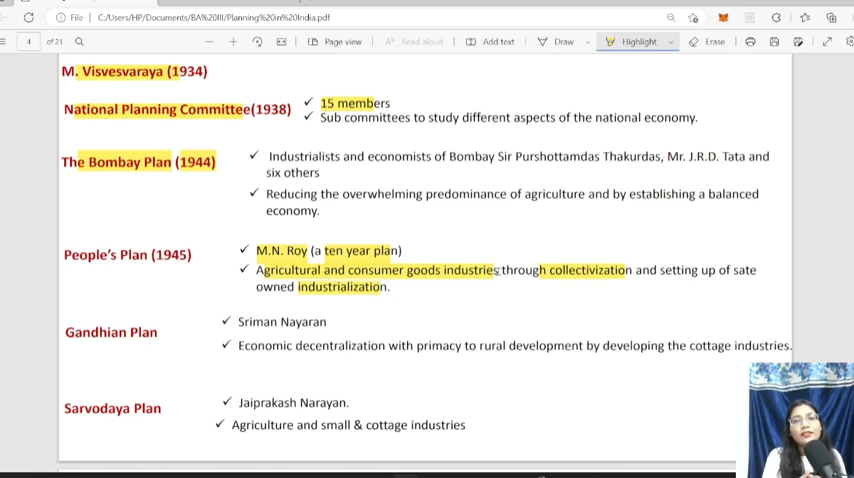 File
C:/Users/HP/Documents/BA%20III/Planning%20in%20India.pdf
4 of 21
Page view
Read aloud
Add text
Draw
Highlight
Erase
M. Visvesvaraya (1934)
National Planning Committee(1938)
✓ 15 members
✓ Sub committees to study different aspects of the national economy.
The Bombay Plan (1944)
✓ Industrialists and economists of Bombay Sir Purshottamdas Thakurdas, Mr. J.R.D. Tata and
six others
✓ Reducing the overwhelming predominance of agriculture and by establishing a balanced
economy.
People's Plan (1945)
✓ M.N. Roy (a ten year plan)
✓ Agricultural and consumer goods industries through collectivization and setting up of sate
owned industrialization.
Gandhian Plan
✓ Sriman Nayaran
✓ Economic decentralization with primacy to rural development by developing the cottage industries.
Sarvodaya Plan
✓ Jaiprakash Narayan.
✓ Agriculture and small & cottage industries